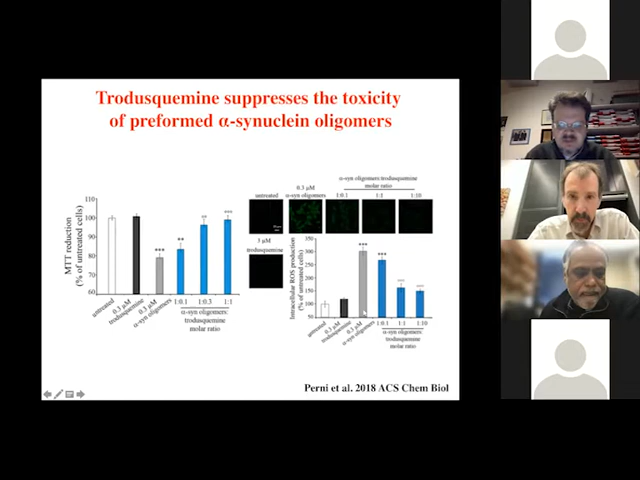 Trodusquemine suppresses the toxicity
of preformed α-synuclein oligomers
MTT reduction
(% of untreated cells)
110
100
90
80
70
60
***
**
°°
°°°
untreated
0.3 μM
trodusquemine
0.3 μM
α-syn oligomers
1:0.1
1:0.3
1:1
α-syn oligomers:
trodusquemine
molar ratio
α-syn oligomers:trodusquemine
molar ratio
untreated
0.3 μM
α-syn oligomers
1:0.1
1:1
1:10
3 μM
trodusquemine
Intracellular ROS production
(% of untreated cells)
350
300
250
200
150
100
50
***
***
untreated
0.3 μM
trodusquemine
0.3 μM
α-syn oligomers
1:0.1
1:1
1:10
α-syn oligomers:
trodusquemine
molar ratio
Perni et al. 2018 ACS Chem Biol